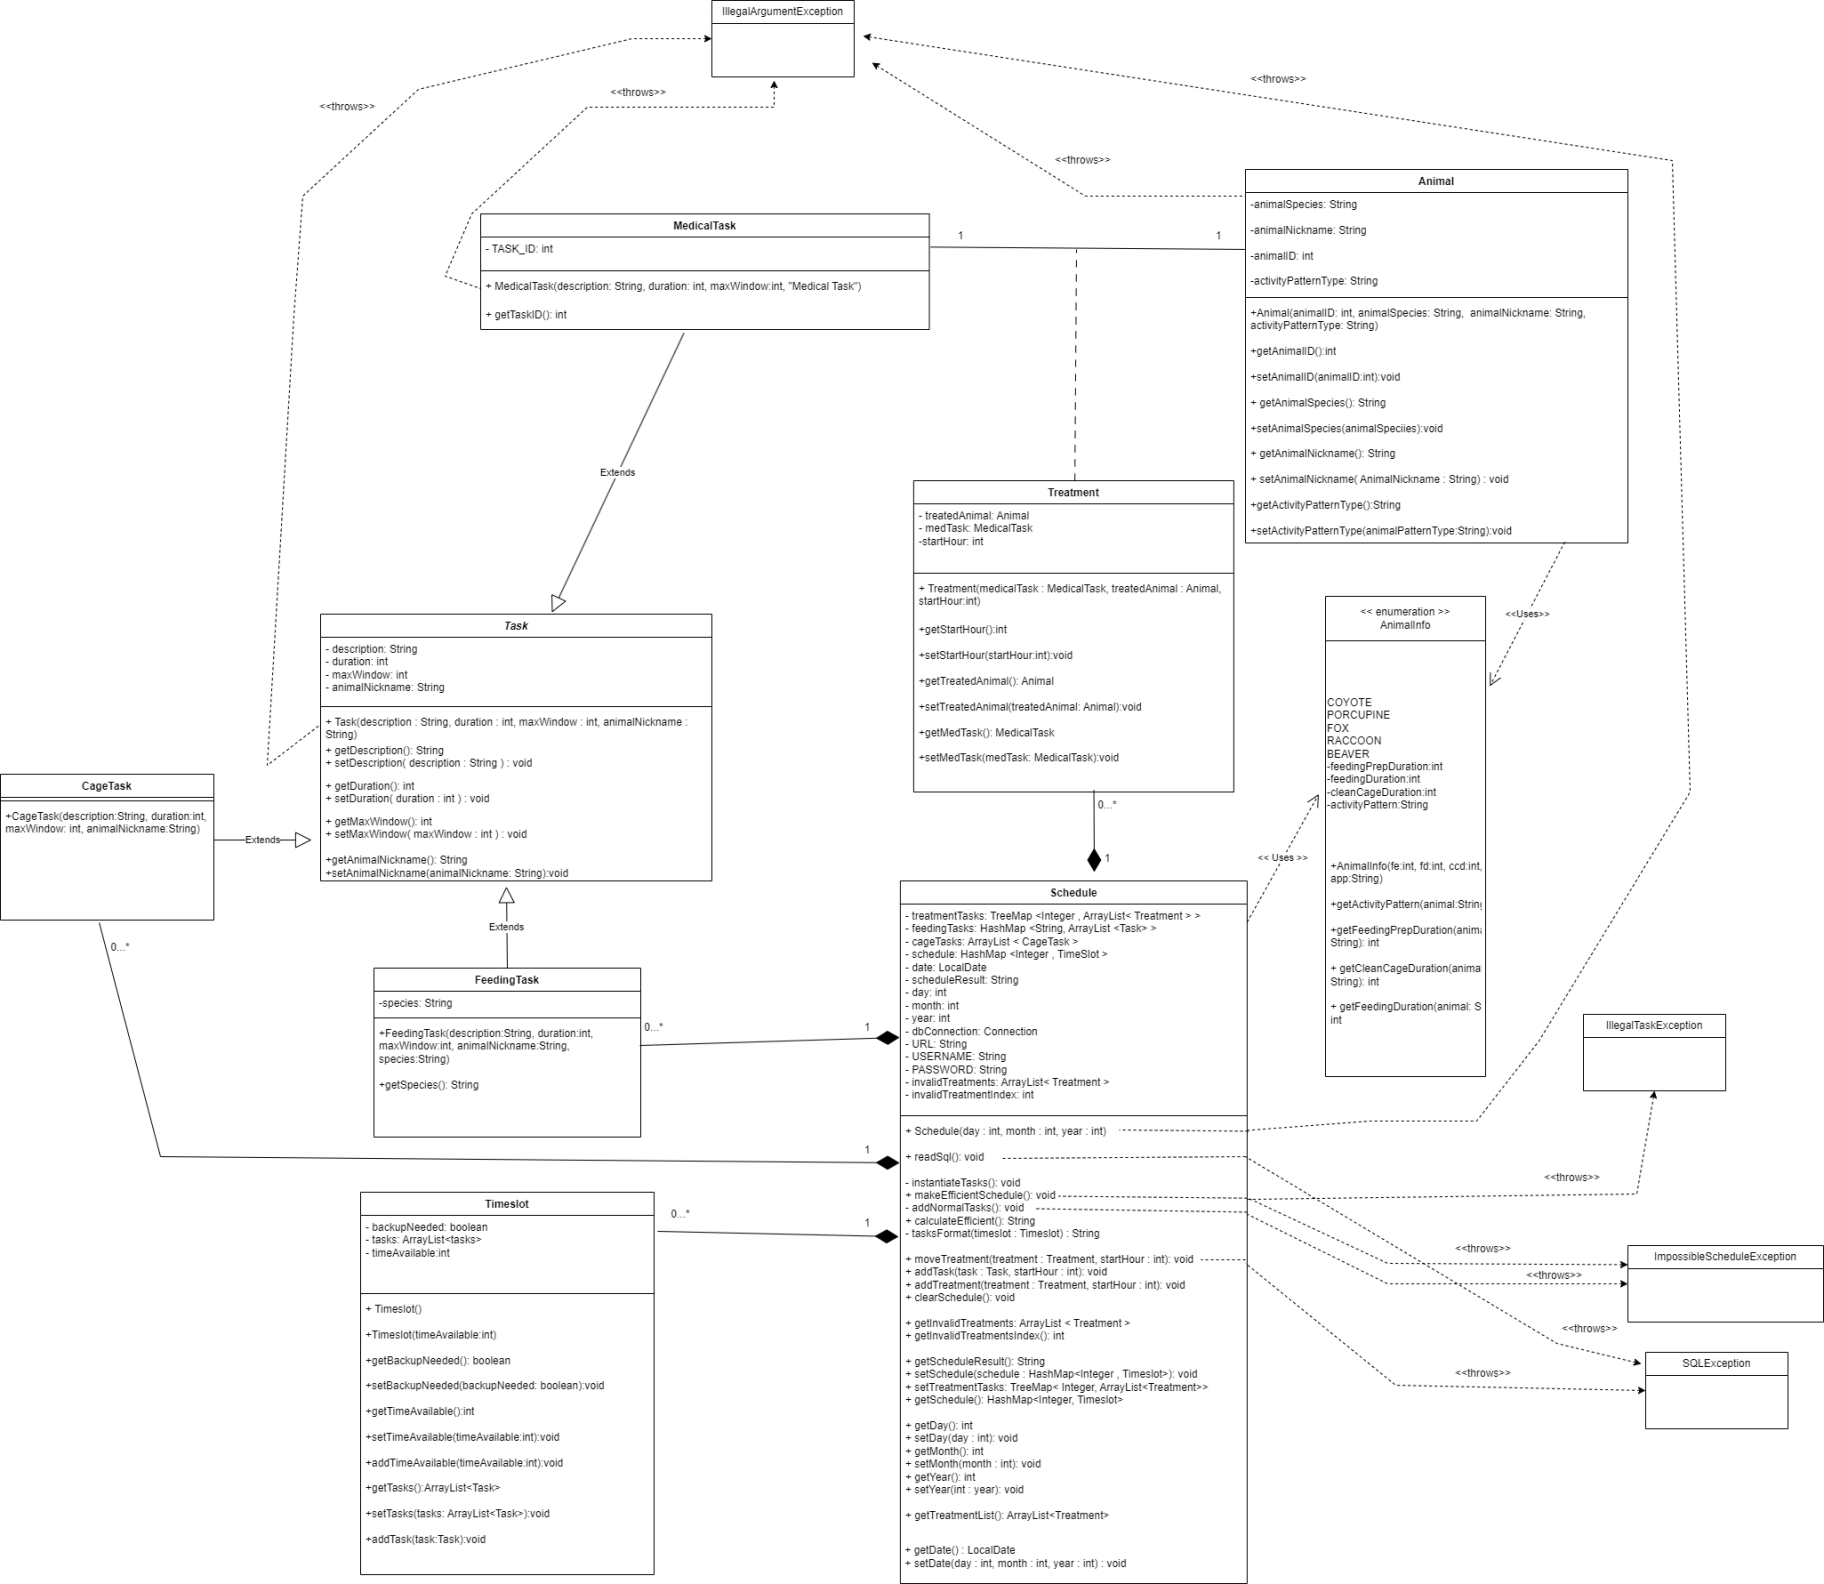 IllegalArgumentException
<<throws>>
<<throws>>
<<throws>>
<<throws>>
MedicalTask
- TASK_ID: int
+ MedicalTask(description: String, duration: int, maxWindow:int, "Medical Task")
+ getTaskID(): int
1
1
Animal
-animalSpecies: String
-animalNickname: String
-animalID: int
-activityPatternType: String
+Animal(animalID: int, animalSpecies: String,  animalNickname: String,
activityPatternType: String)
+getAnimalID():int
+setAnimalID(animalID:int):void
+ getAnimalSpecies(): String
+setAnimalSpecies(animalSpeciies):void
+ getAnimalNickname(): String
+ setAnimalNickname( AnimalNickname : String) : void
+getActivityPatternType():String
+setActivityPatternType(animalPatternType:String):void
Extends
Treatment
- treatedAnimal: Animal
- medTask: MedicalTask
-startHour: int
+ Treatment(medicalTask : MedicalTask, treatedAnimal : Animal,
startHour:int)
+getStartHour():int
+setStartHour(startHour:int):void
+getTreatedAnimal(): Animal
+setTreatedAnimal(treatedAnimal: Animal):void
+getMedTask(): MedicalTask
+setMedTask(medTask: MedicalTask):void
0...*
1
<<Uses>>
<< enumeration >>
AnimalInfo
COYOTE
PORCUPINE
FOX
RACCOON
BEAVER
-feedingPrepDuration:int
-feedingDuration:int
-cleanCageDuration:int
-activityPattern:String
+AnimalInfo(fe:int, fd:int, ccd:int,
app:String)
+getActivityPattern(animal:String
+getFeedingPrepDuration(anima
String): int
+ getCleanCageDuration(anima
String): int
+ getFeedingDuration(animal: S
int
<< Uses >>
Task
- description: String
- duration: int
- maxWindow: int
- animalNickname: String
+ Task(description : String, duration : int, maxWindow : int, animalNickname :
String)
+ getDescription(): String
+ setDescription( description : String ) : void
+ getDuration(): int
+ setDuration( duration : int ) : void
+ getMaxWindow(): int
+ setMaxWindow( maxWindow : int ) : void
+getAnimalNickname(): String
+setAnimalNickname(animalNickname: String):void
CageTask
+CageTask(description:String, duration:int,
maxWindow: int, animalNickname:String)
Extends
0...*
1
Extends
FeedingTask
-species: String
+FeedingTask(description:String, duration:int,
maxWindow:int, animalNickname:String,
species:String)
+getSpecies(): String
0...*
1
Timeslot
- backupNeeded: boolean
- tasks: ArrayList<tasks>
- timeAvailable:int
+ Timeslot()
+Timeslot(timeAvailable:int)
+getBackupNeeded(): boolean
+setBackupNeeded(backupNeeded: boolean):void
+getTimeAvailable():int
+setTimeAvailable(timeAvailable:int):void
+addTimeAvailable(timeAvailable:int):void
+getTasks():ArrayList<Task>
+setTasks(tasks: ArrayList<Task>):void
+addTask(task:Task):void
0...*
1
Schedule
- treatmentTasks: TreeMap <Integer , ArrayList< Treatment > >
- feedingTasks: HashMap <String, ArrayList <Task> >
- cageTasks: ArrayList < CageTask >
- schedule: HashMap <Integer , TimeSlot >
- date: LocalDate
- scheduleResult: String
- day: int
- month: int
- year: int
- dbConnection: Connection
- URL: String
- USERNAME: String
- PASSWORD: String
- invalidTreatments: ArrayList< Treatment >
- invalidTreatmentIndex: int
+ Schedule(day : int, month : int, year : int)
+ readSql(): void
- instantiateTasks(): void
+ makeEfficientSchedule(): void
- addNormalTasks(): void
+ calculateEfficient(): String
- tasksFormat(timeslot : Timeslot) : String
+ moveTreatment(treatment : Treatment, startHour : int): void
+ addTask(task : Task, startHour : int): void
+ addTreatment(treatment : Treatment, startHour : int): void
+ clearSchedule(): void
+ getInvalidTreatments: ArrayList < Treatment >
+ getInvalidTreatmentsIndex(): int
+ getScheduleResult(): String
+ setSchedule(schedule : HashMap<Integer , Timeslot>): void
+ setTreatmentTasks: TreeMap< Integer, ArrayList<Treatment>>
+ getSchedule(): HashMap<Integer, Timeslot>
+ getDay(): int
+ setDay(day : int): void
+ getMonth(): int
+ setMonth(month : int): void
+ getYear(): int
+ setYear(int : year): void
+ getTreatmentList(): ArrayList<Treatment>
+ getDate() : LocalDate
+ setDate(day : int, month : int, year : int) : void
IllegalTaskException
<<throws>>
ImpossibleScheduleException
<<throws>>
<<throws>>
SQLException
<<throws>>
<<throws>>